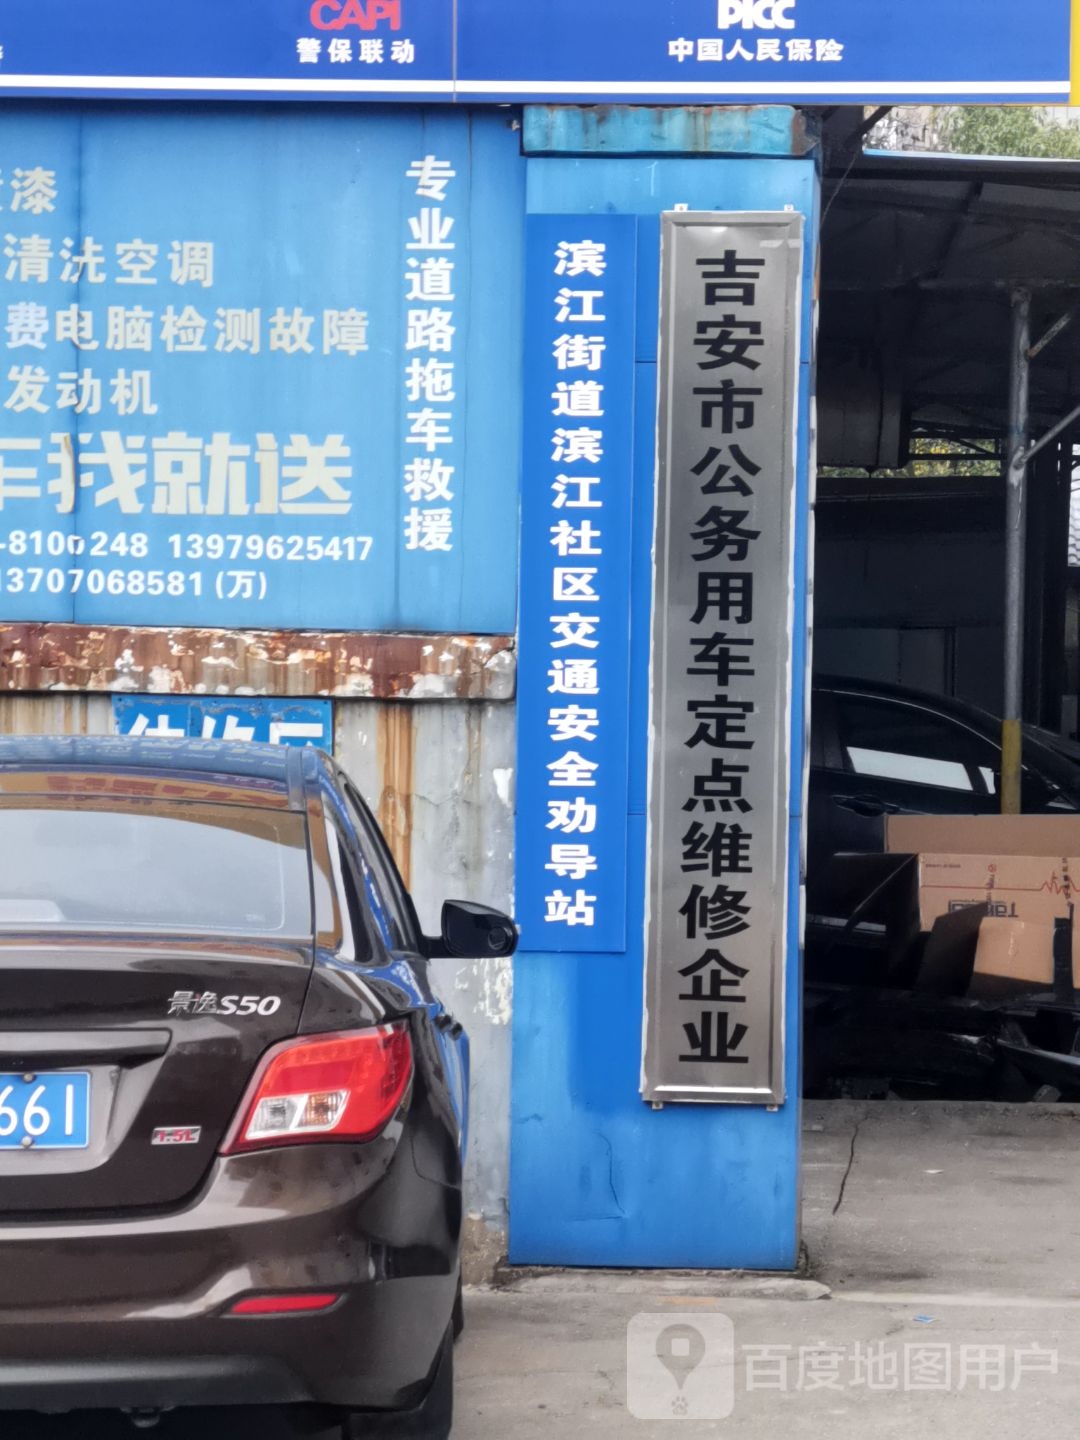 CAPI
警保联动
PICC
中国人民保险
漆
清洗空调
费电脑检测故障
发动机
车我就送
-8100248 13979625417
13707068581(万)
专业道路拖车救援
滨江街道滨江社区交通安全劝导站
吉安市公务用车定点维修企业
景逸S50
661
1.5L
百度地图用户